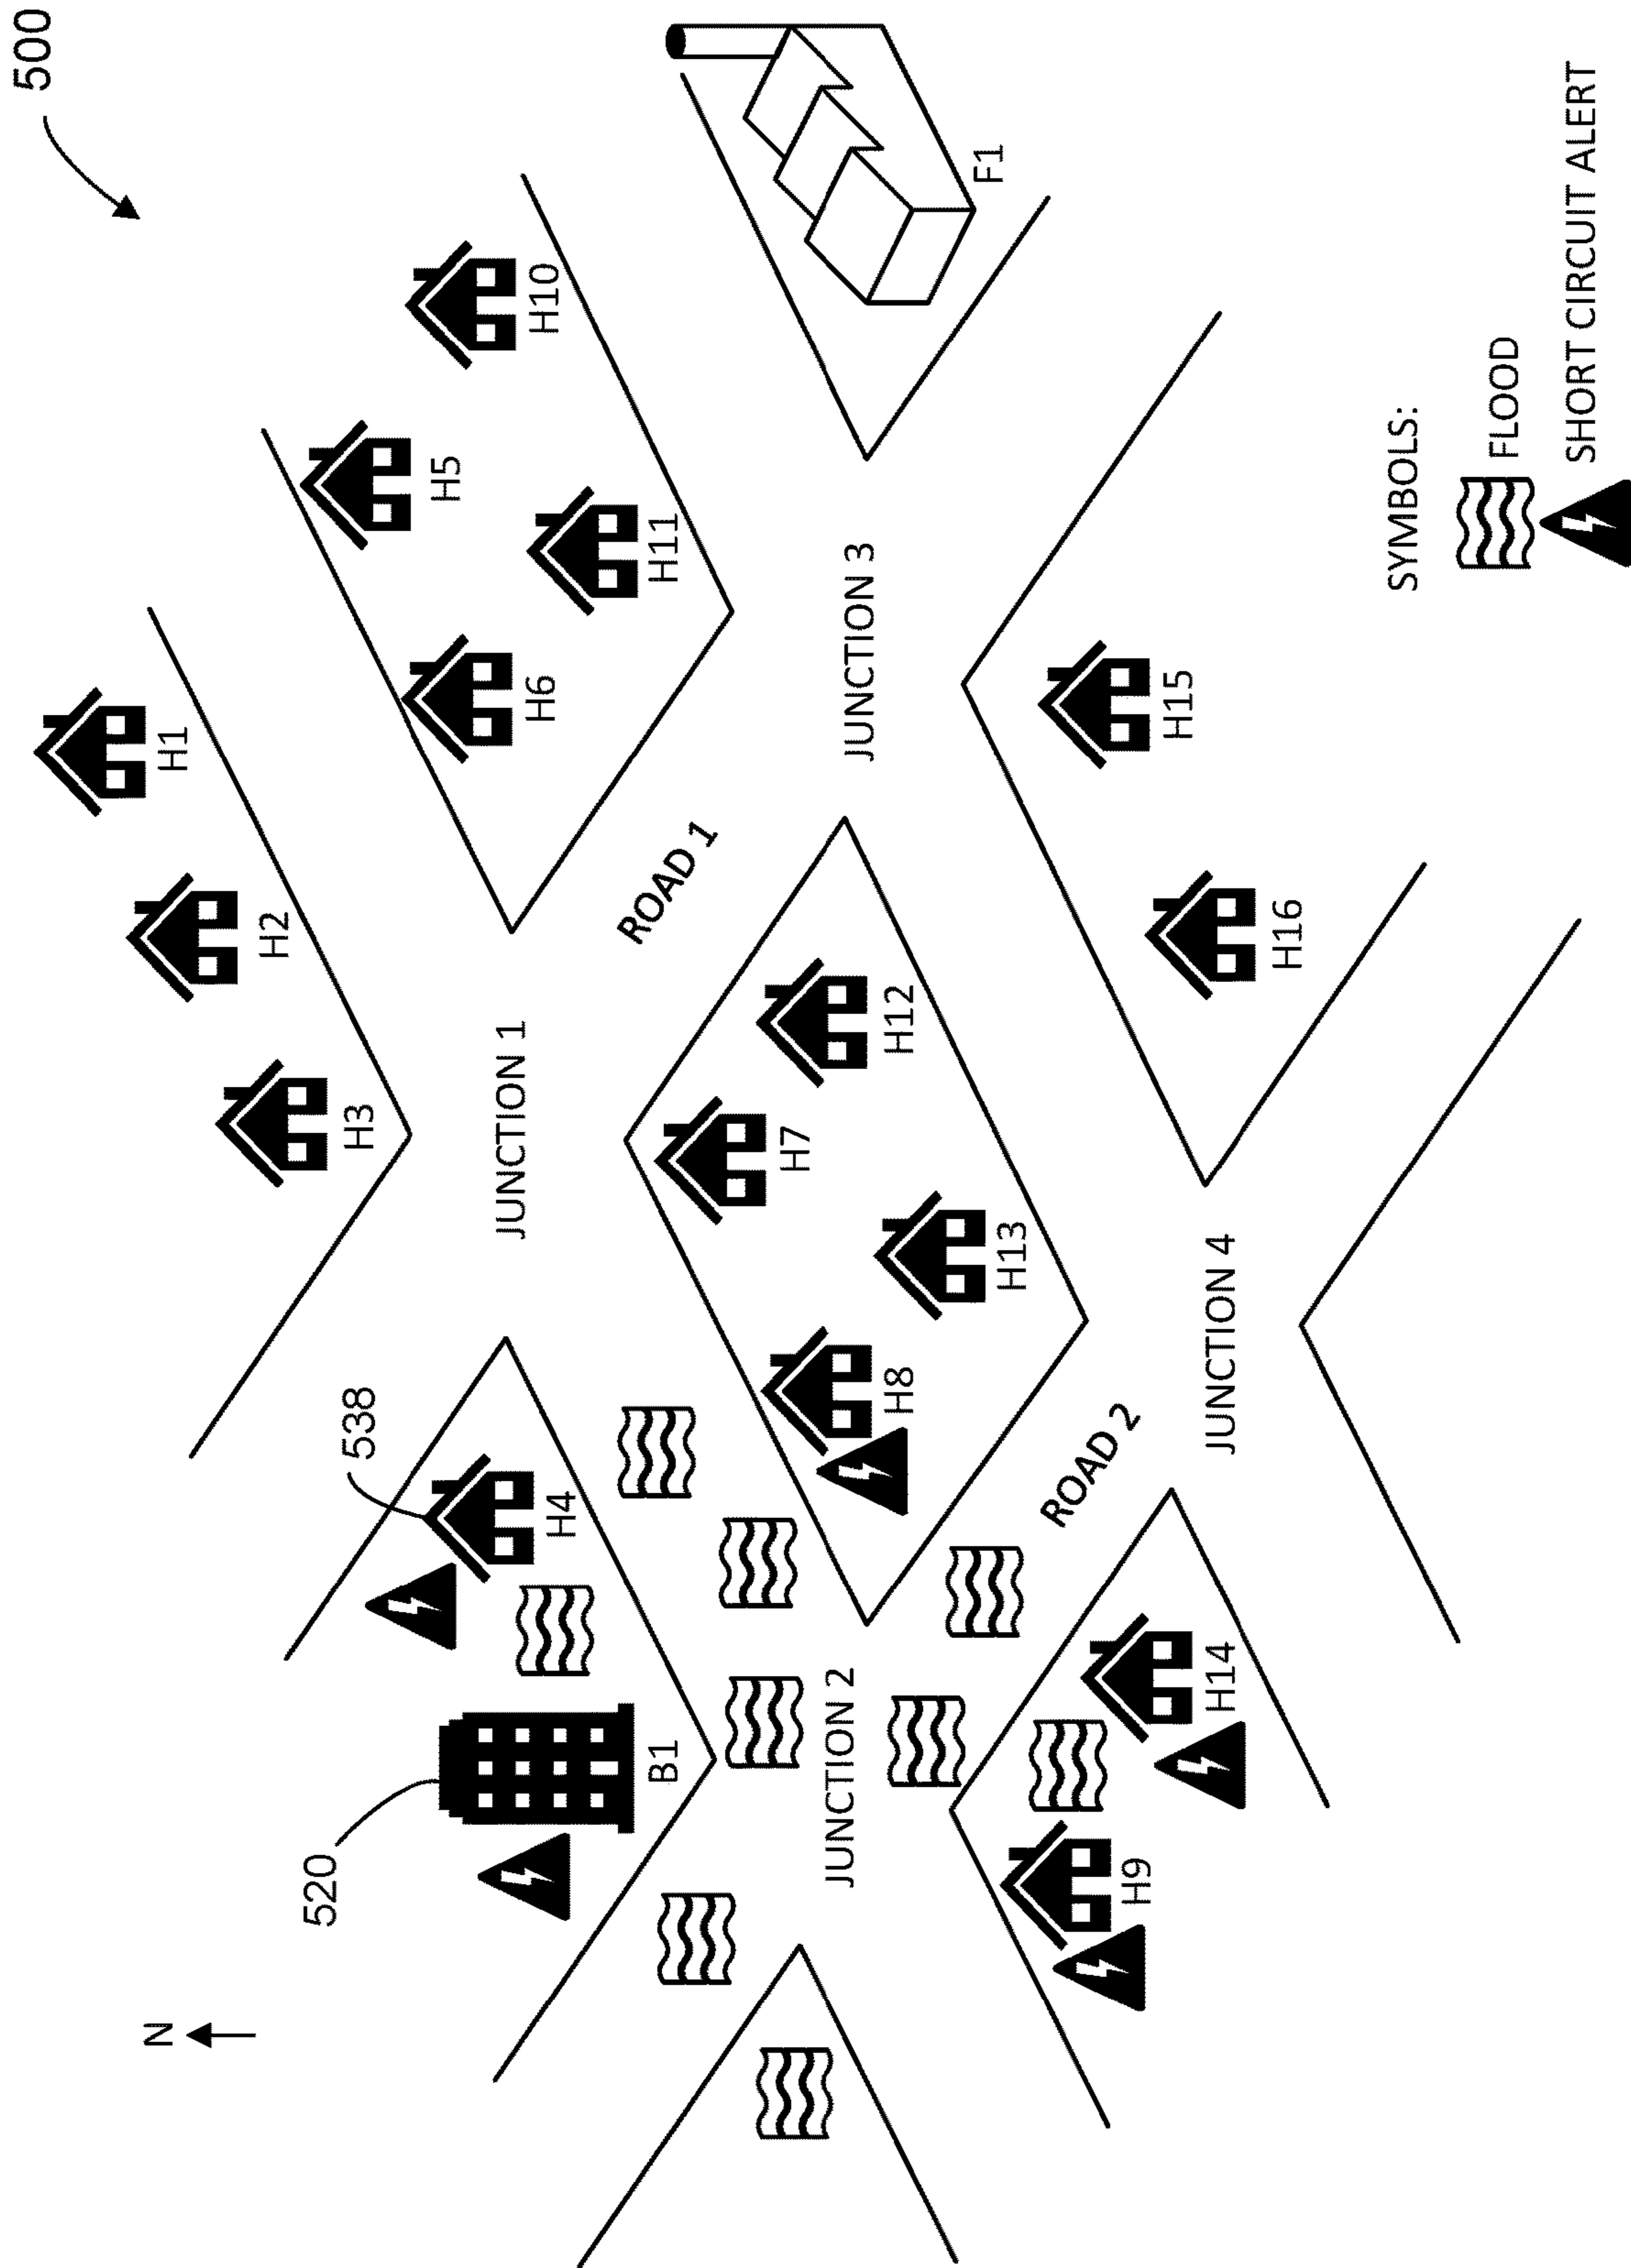 500
N
H1
H2
H3
H5
H10
538
H4
H6
H11
520
B1
JUNCTION 1
ROAD 1
F1
H7
H12
H8
H13
JUNCTION 2
JUNCTION 3
H9
H14
ROAD 2
H15
H16
JUNCTION 4
SYMBOLS:
FLOOD
SHORT CIRCUIT ALERT